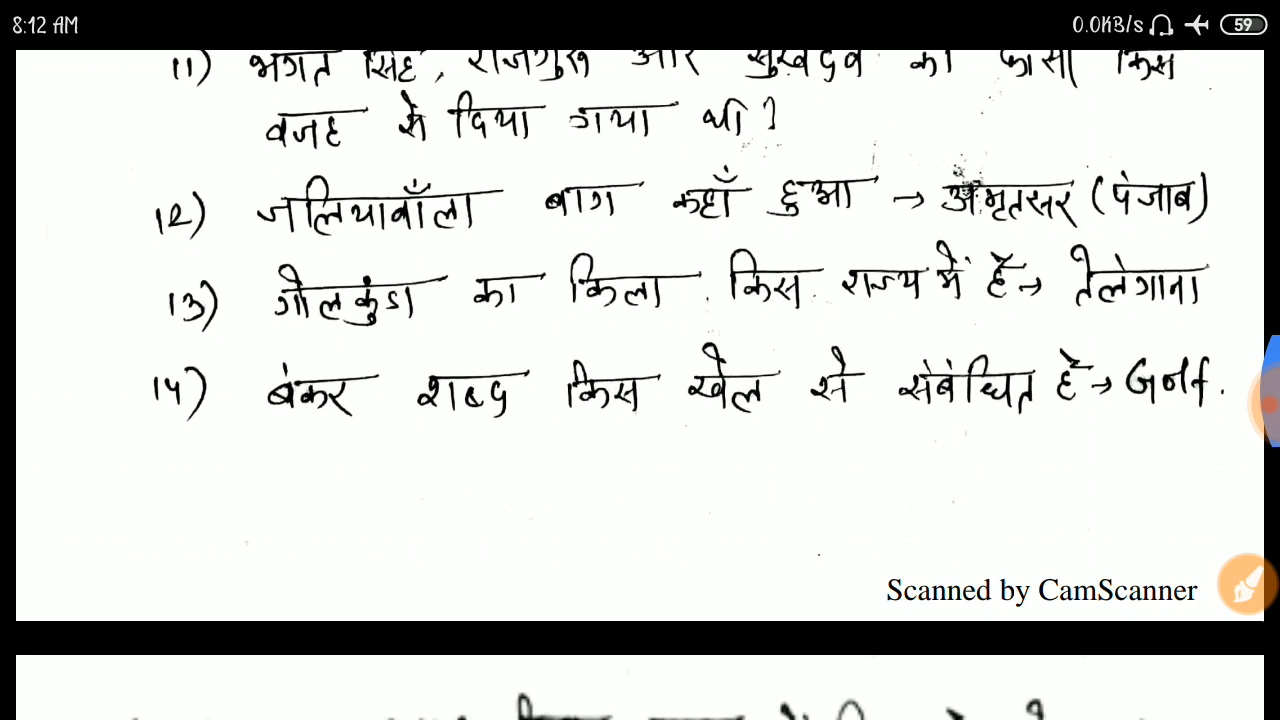 8:12 AM 0.0KB/s 59
11) भगत सिंह, राजगुरु और सुखदेव को फांसी किस
वजह से दिया गया थी ?
12) जलियावाँला बाग कहाँ हुआ → अमृतसर (पंजाब)
13) गोलकुंडा का किला किस राज्य में है → तेलंगाना
14) बंकर शब्द किस खेल से संबंधित है → Golf.
Scanned by CamScanner